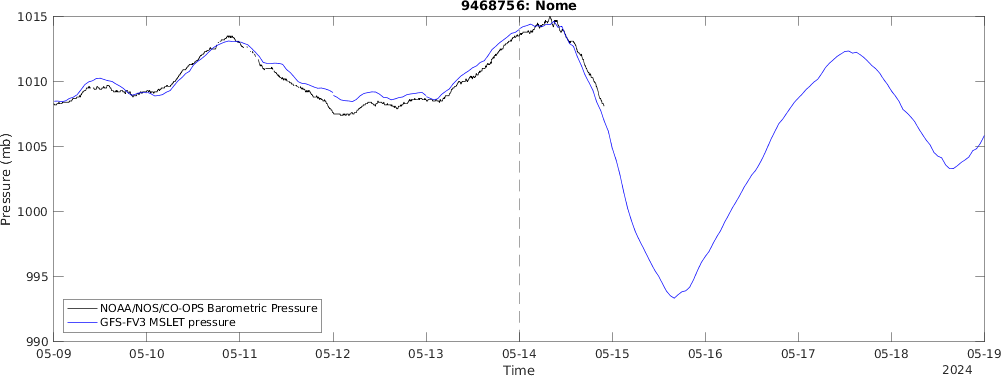 9468756: Nome
1015
1010
1005
1000
995
990
Pressure (mb)
NOAA/NOS/CO-OPS Barometric Pressure
GFS-FV3 MSLET pressure
05-09 05-10 05-11 05-12 05-13 05-14 05-15 05-16 05-17 05-18 05-19
Time
2024